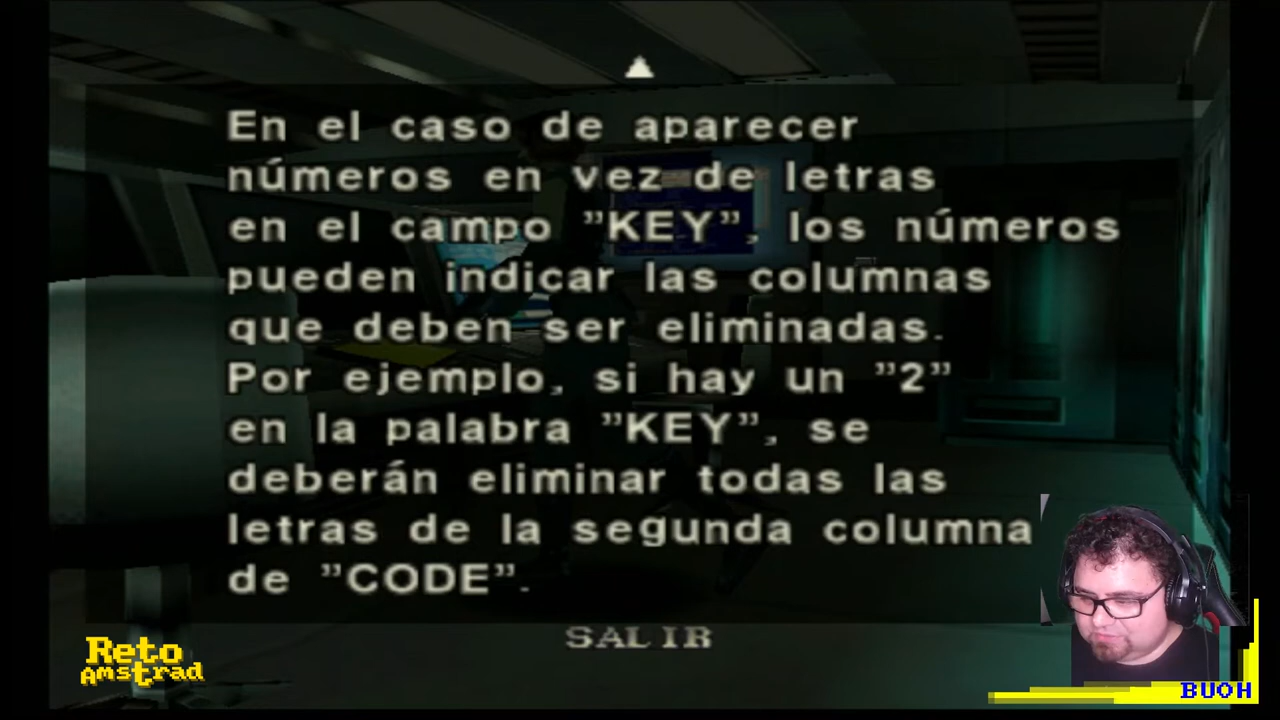 En el caso de aparecer
números en vez de letras
en el campo "KEY", los números
pueden indicar las columnas
que deben ser eliminadas.
Por ejemplo, si hay un "2"
en la palabra "KEY", se
deberán eliminar todas las
letras de la segunda columna
de "CODE".
SALIR
Reto
Amstrad
BUOH